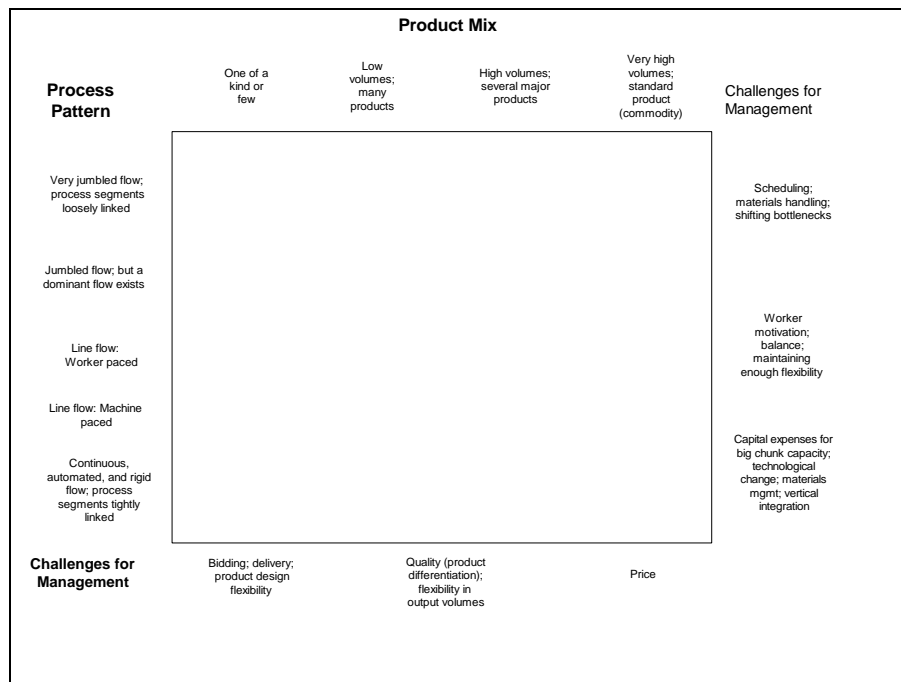 Product Mix
Process
Pattern
One of a
kind or
few
Low
volumes;
many
products
High volumes;
several major
products
Very high
volumes;
standard
product
(commodity)
Challenges for
Management
Very jumbled flow;
process segments
loosely linked
Scheduling;
materials handling;
shifting bottlenecks
Jumbled flow; but a
dominant flow exists
Line flow:
Worker paced
Worker
motivation;
balance;
maintaining
enough flexibility
Line flow: Machine
paced
Continuous,
automated, and rigid
flow; process
segments tightly
linked
Capital expenses for
big chunk capacity;
technological
change; materials
mgmt; vertical
integration
Challenges for
Management
Bidding; delivery;
product design
flexibility
Quality (product
differentiation);
flexibility in
output volumes
Price